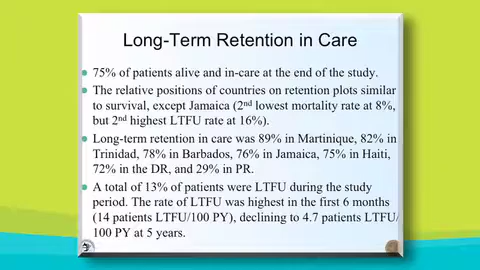 Long-Term Retention in Care
75% of patients alive and in-care at the end of the study.
The relative positions of countries on retention plots similar
to survival, except Jamaica (2nd lowest mortality rate at 8%,
but 2nd highest LTFU rate at 16%).
Long-term retention in care was 89% in Martinique, 82% in
Trinidad, 78% in Barbados, 76% in Jamaica, 75% in Haiti,
72% in the DR, and 29% in PR.
A total of 13% of patients were LTFU during the study
period. The rate of LTFU was highest in the first 6 months
(14 patients LTFU/100 PY), declining to 4.7 patients LTFU/
100 PY at 5 years.